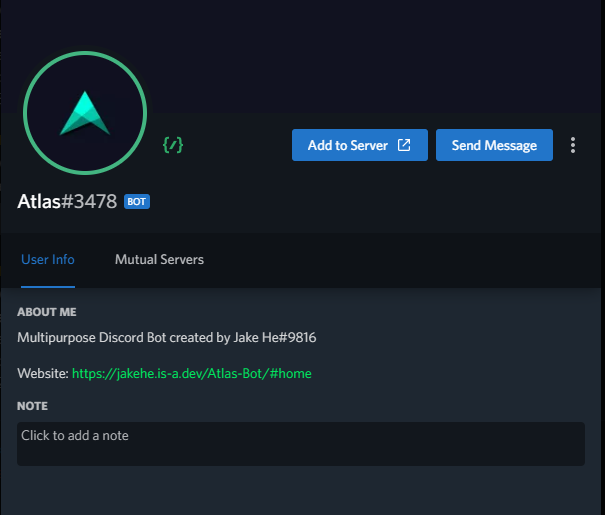 {/}
Add to Server
Send Message
Atlas#3478 BOT
User Info
Mutual Servers
ABOUT ME
Multipurpose Discord Bot created by Jake He#9816
Website: https://jakehe.is-a.dev/Atlas-Bot/#home
NOTE
Click to add a note